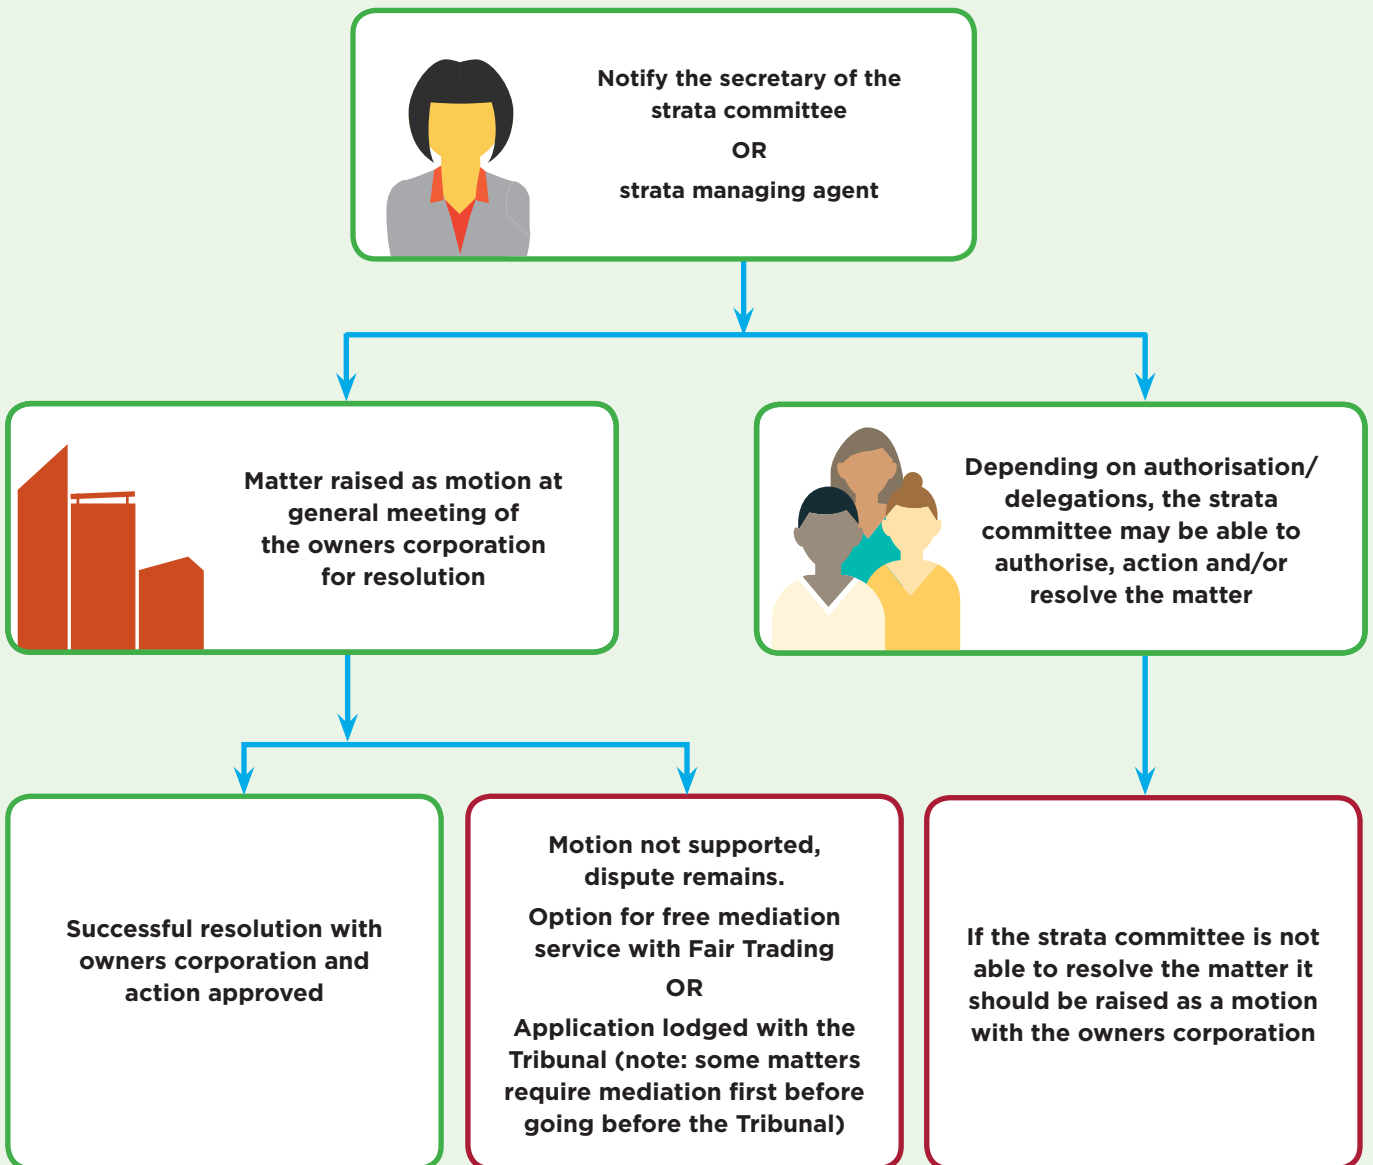 Notify the secretary of the
strata committee
OR
strata managing agent
Matter raised as motion at
general meeting of
the owners corporation
for resolution
Depending on authorisation/
delegations, the strata
committee may be able to
authorise, action and/or
resolve the matter
Successful resolution with
owners corporation and
action approved
Motion not supported,
dispute remains.
Option for free mediation
service with Fair Trading
OR
Application lodged with the
Tribunal (note: some matters
require mediation first before
going before the Tribunal)
If the strata committee is not
able to resolve the matter it
should be raised as a motion
with the owners corporation